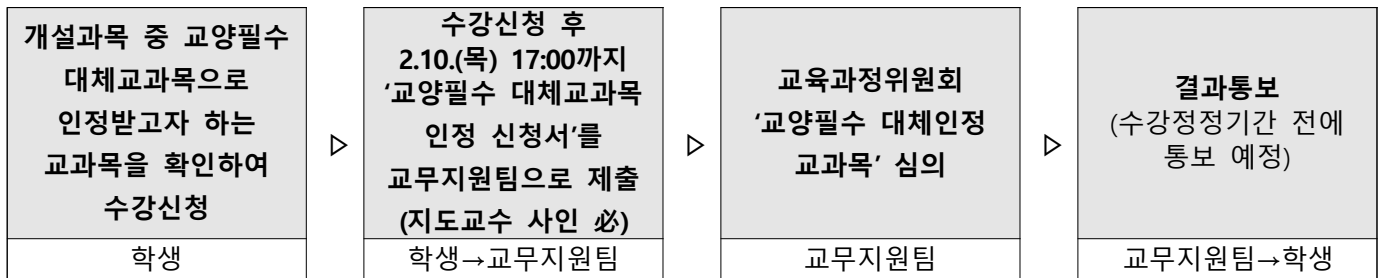 개설과목 중 교양필수
대체교과목으로
인정받고자 하는
교과목을 확인하여
수강신청
학생
▷
수강신청 후
2.10.(목) 17:00까지
‘교양필수 대체교과목
인정 신청서’를
교무지원팀으로 제출
(지도교수 사인 必)
학생→교무지원팀
▷
교육과정위원회
‘교양필수 대체인정
교과목’ 심의
교무지원팀
▷
결과통보
(수강정정기간 전에
통보 예정)
교무지원팀→학생